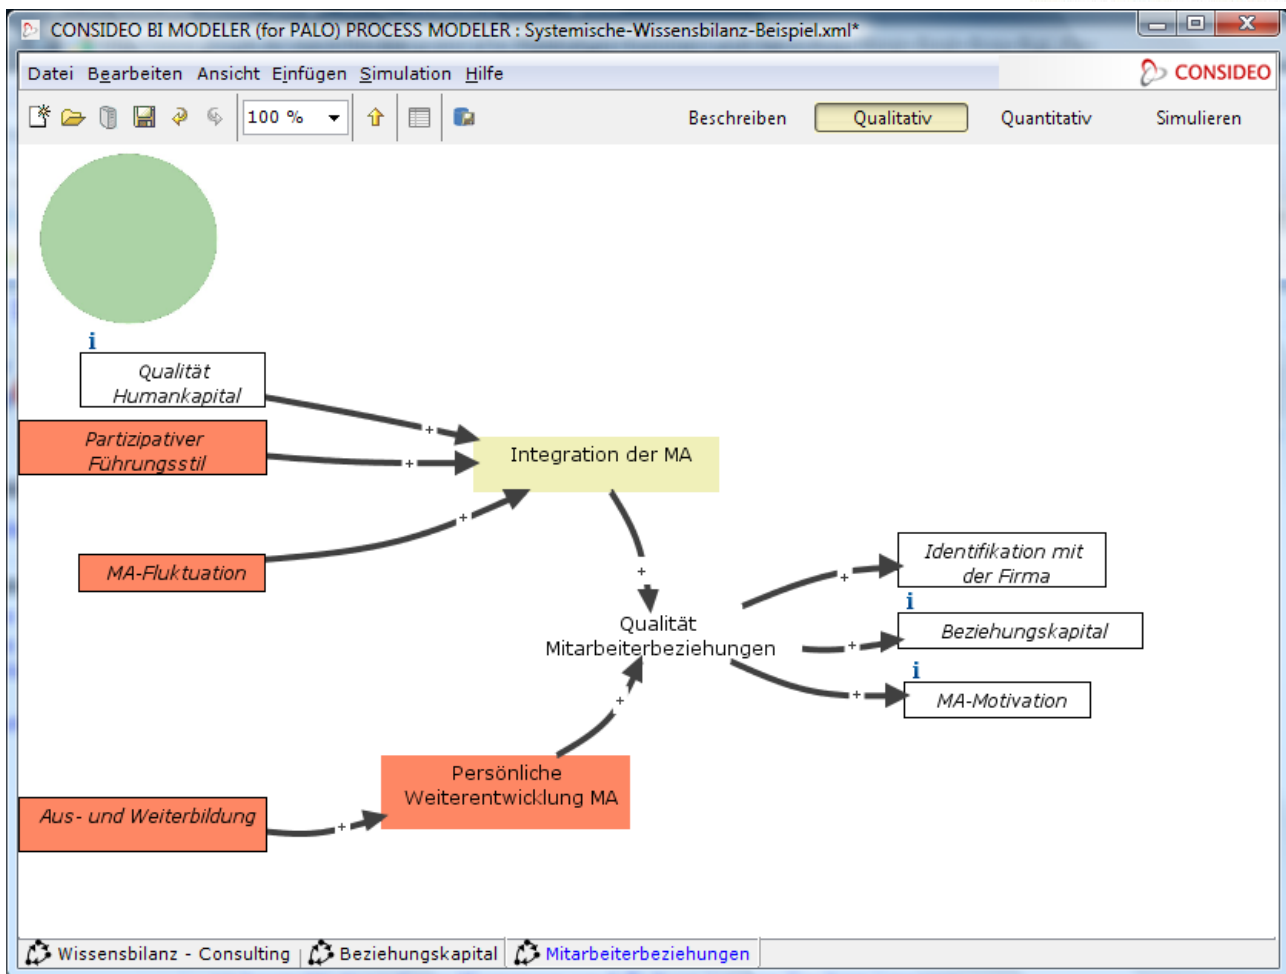 CONSIDEO BI MODELER (for PALO) PROCESS MODELER : Systemische-Wissensbilanz-Beispiel.xml*
Datei Bearbeiten Ansicht Einfügen Simulation Hilfe
CONSIDEO
100 %
Beschreiben Qualitativ Quantitativ Simulieren
i
Qualität
Humankapital
Partizipativer
Führungsstil
+
+
Integration der MA
+
MA-Fluktuation
+
Identifikation mit
der Firma
+
i
Qualität
Mitarbeiterbeziehungen
+
Beziehungskapital
i
+
MA-Motivation
+
Persönliche
Weiterentwicklung MA
Aus- und Weiterbildung
+
Wissensbilanz - Consulting
Beziehungskapital
Mitarbeiterbeziehungen